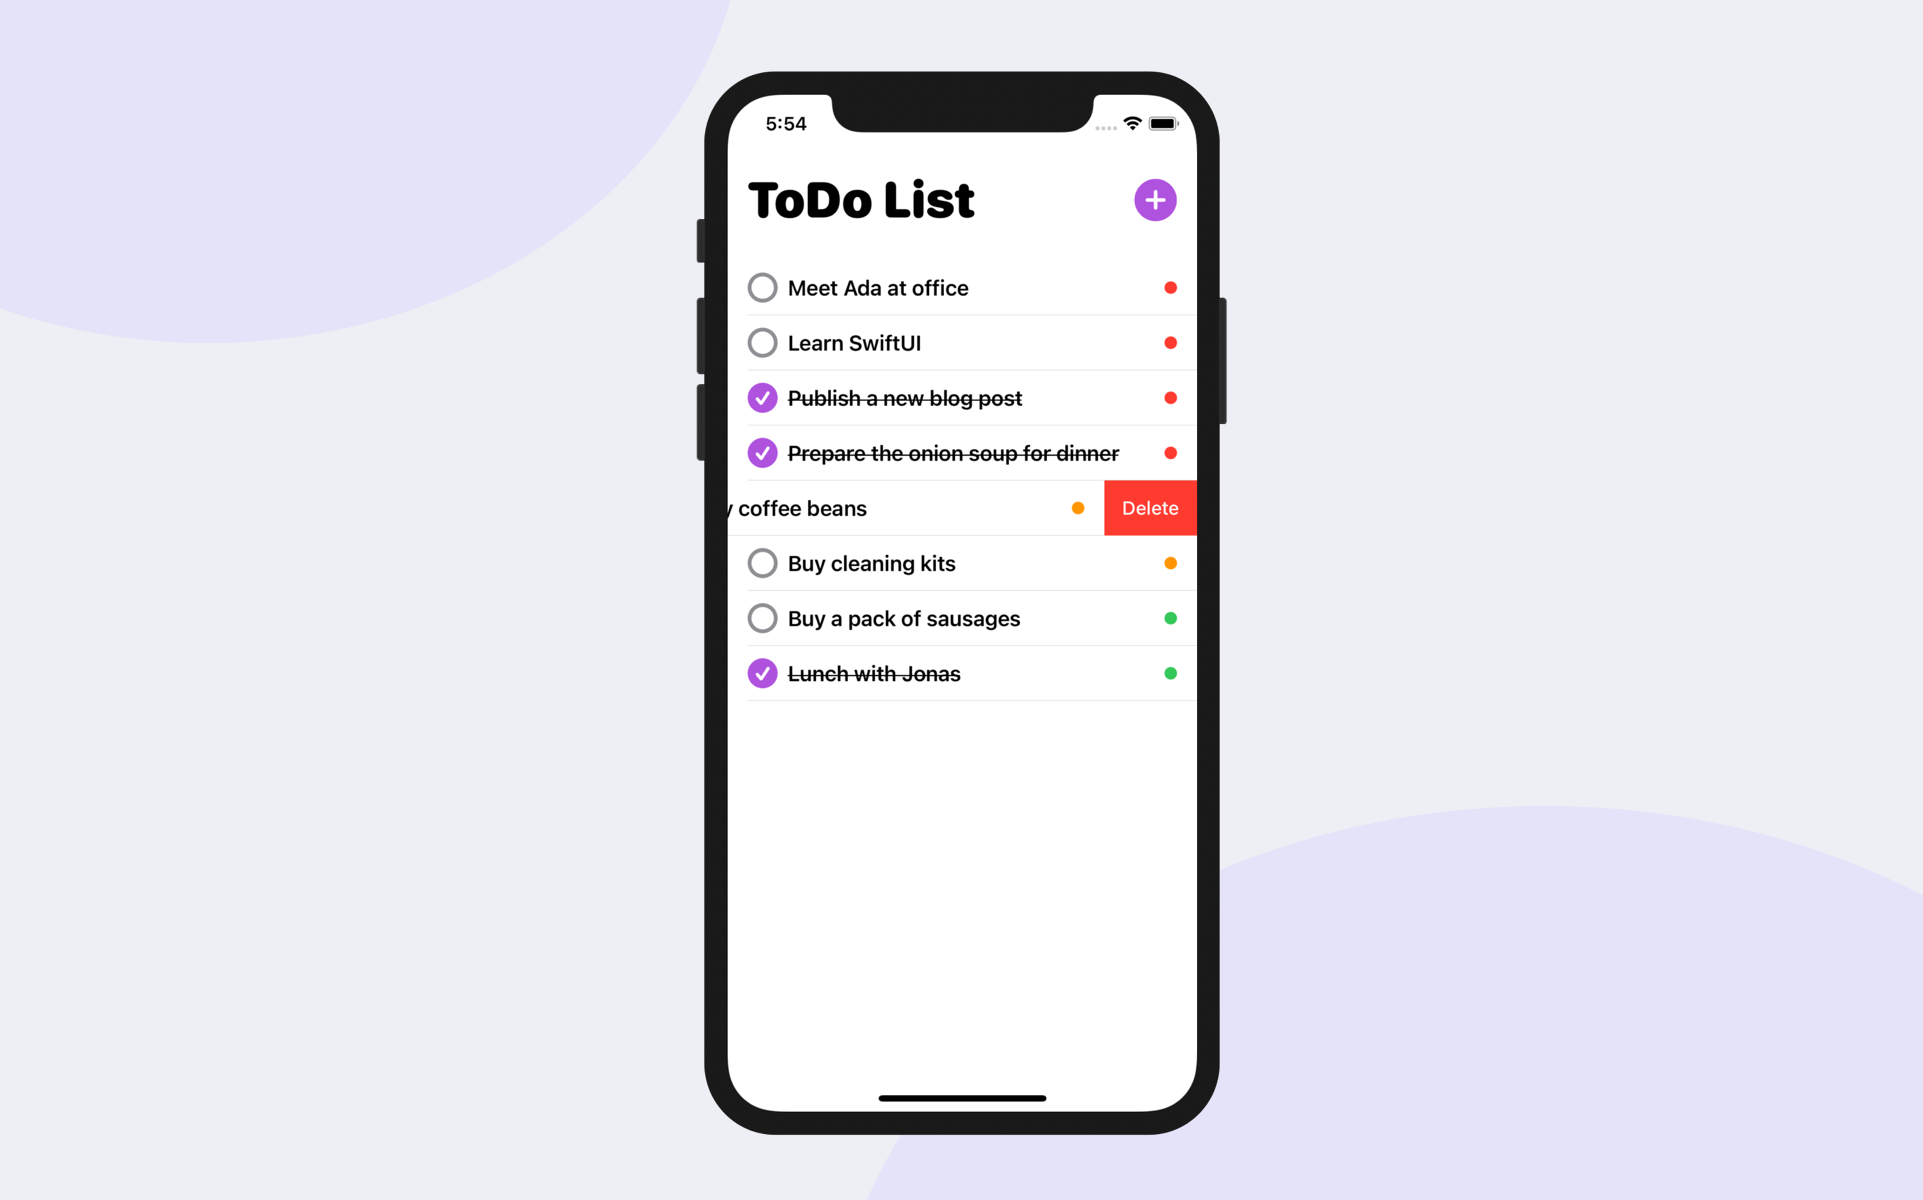 5:54
ToDo List
Meet Ada at office
Learn SwiftUI
Publish a new blog post
Prepare the onion soup for dinner
y coffee beans
Delete
Buy cleaning kits
Buy a pack of sausages
Lunch with Jonas